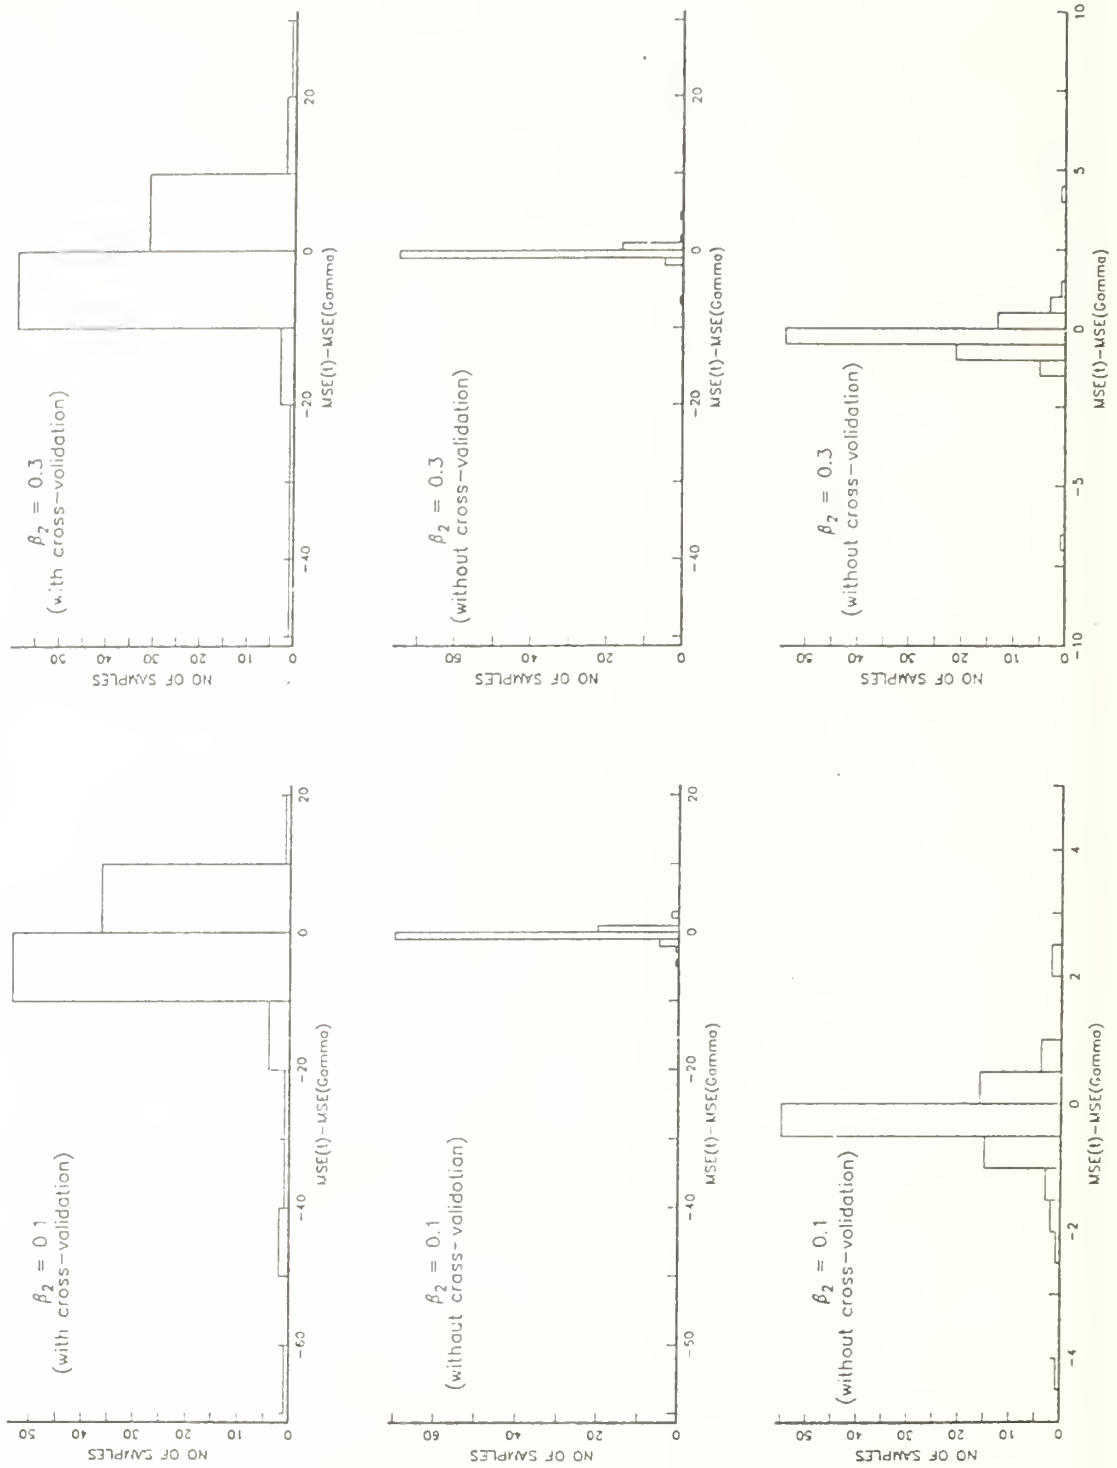 β₂ = 0.1
(with cross-validation)
NO OF SAMPLES
50
40
30
20
10
0
-60
-40
-20
0
20
MSE(t)-MSE(Gamma)
β₂ = 0.3
(with cross-validation)
NO OF SAMPLES
50
40
30
20
10
0
-40
-20
0
20
MSE(t)-MSE(Gamma)
β₂ = 0.1
(without cross-validation)
NO OF SAMPLES
60
40
20
0
-60
-40
-20
0
20
MSE(t)-MSE(Gamma)
β₂ = 0.3
(without cross-validation)
NO OF SAMPLES
60
40
20
0
-40
-20
0
20
MSE(t)-MSE(Gamma)
β₂ = 0.1
(without cross-validation)
NO OF SAMPLES
50
40
30
20
10
0
-4
-2
0
2
4
MSE(t)-MSE(Gamma)
β₂ = 0.3
(without cross-validation)
NO OF SAMPLES
50
40
30
20
10
0
-10
-5
0
5
10
MSE(t)-MSE(Gamma)